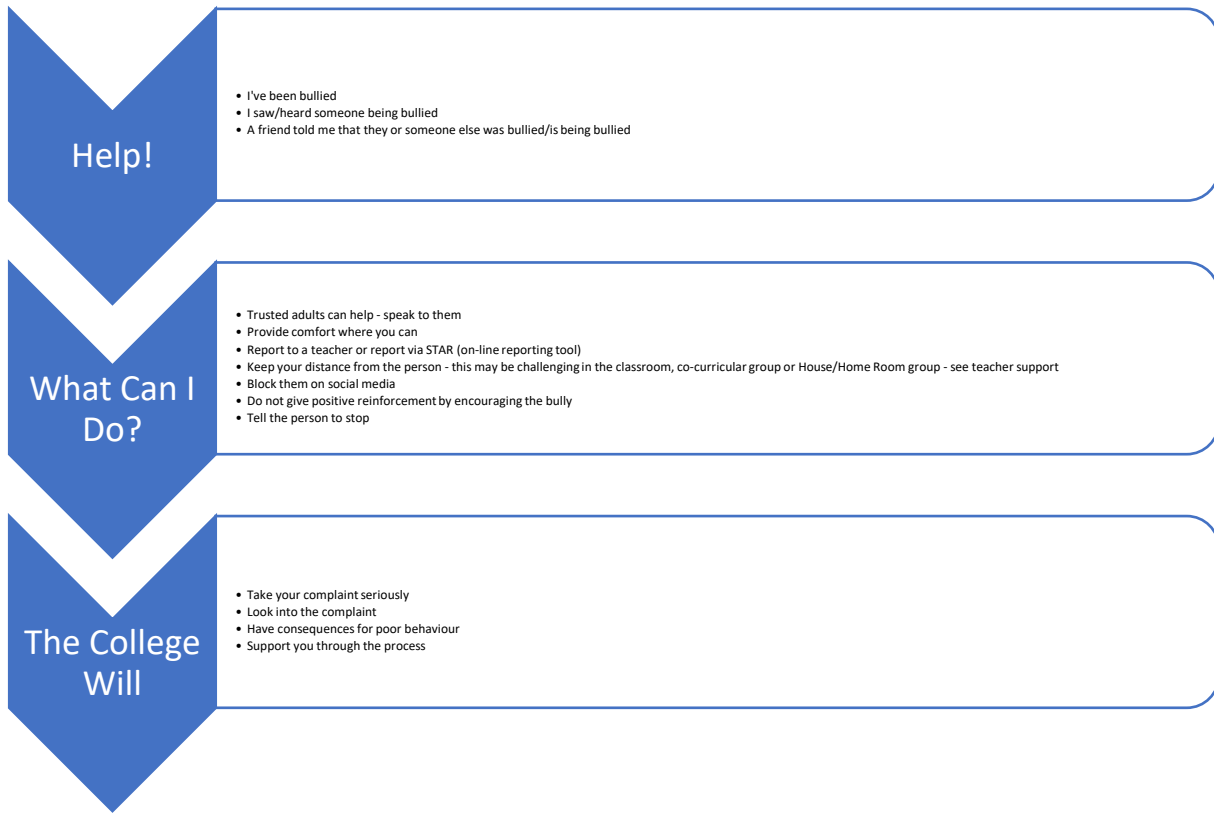 Help!
• I've been bullied
• I saw/heard someone being bullied
• A friend told me that they or someone else was bullied/is being bullied
What Can I
Do?
• Trusted adults can help - speak to them
• Provide comfort where you can
• Report to a teacher or report via STAR (on-line reporting tool)
• Keep your distance from the person - this may be challenging in the classroom, co-curricular group or House/Home Room group - see teacher support
• Block them on social media
• Do not give positive reinforcement by encouraging the bully
• Tell the person to stop
The College
Will
• Take your complaint seriously
• Look into the complaint
• Have consequences for poor behaviour
• Support you through the process